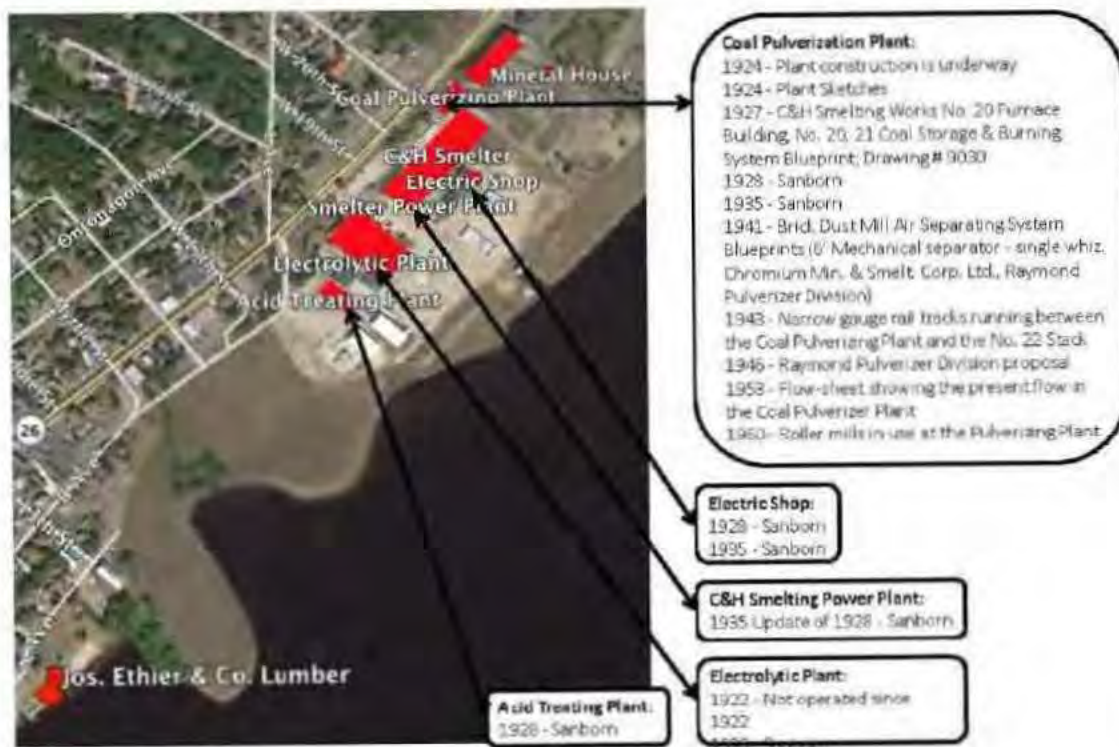 Mineral House
Coal Pulverizing Plant
C&H Smelter
Electric Shop
Smelter Power Plant
Electrolytic Plant
Acid Treating Plant
Ontonagon Ave
26
Jos. Ethier & Co. Lumber
Coal Pulverization Plant:
1924 - Plant construction is underway
1924 - Plant Sketches
1927 - C&H Smelting Works No. 20 Furnace
Building, No. 20, 21 Coal Storage & Burning
System Blueprint; Drawing # 9030
1928 - Sanborn
1935 - Sanborn
1941 - Brid. Dust Mill Air Separating System
Blueprints (6' Mechanical separator - single whiz.
Chromium Min. & Smelt. Corp. Ltd., Raymond
Pulverizer Division)
1943 - Narrow gauge rail tracks running between
the Coal Pulverizing Plant and the No. 22 Stack
1946 - Raymond Pulverizer Division proposal
1953 - Flow-sheet showing the present flow in
the Coal Pulverizer Plant
1960 - Roller mills in use at the Pulverizing Plant
Electric Shop:
1928 - Sanborn
1935 - Sanborn
C&H Smelting Power Plant:
1935 Update of 1928 - Sanborn
Electrolytic Plant:
1922 - Not operated since
1922
Acid Treating Plant:
1928 - Sanborn